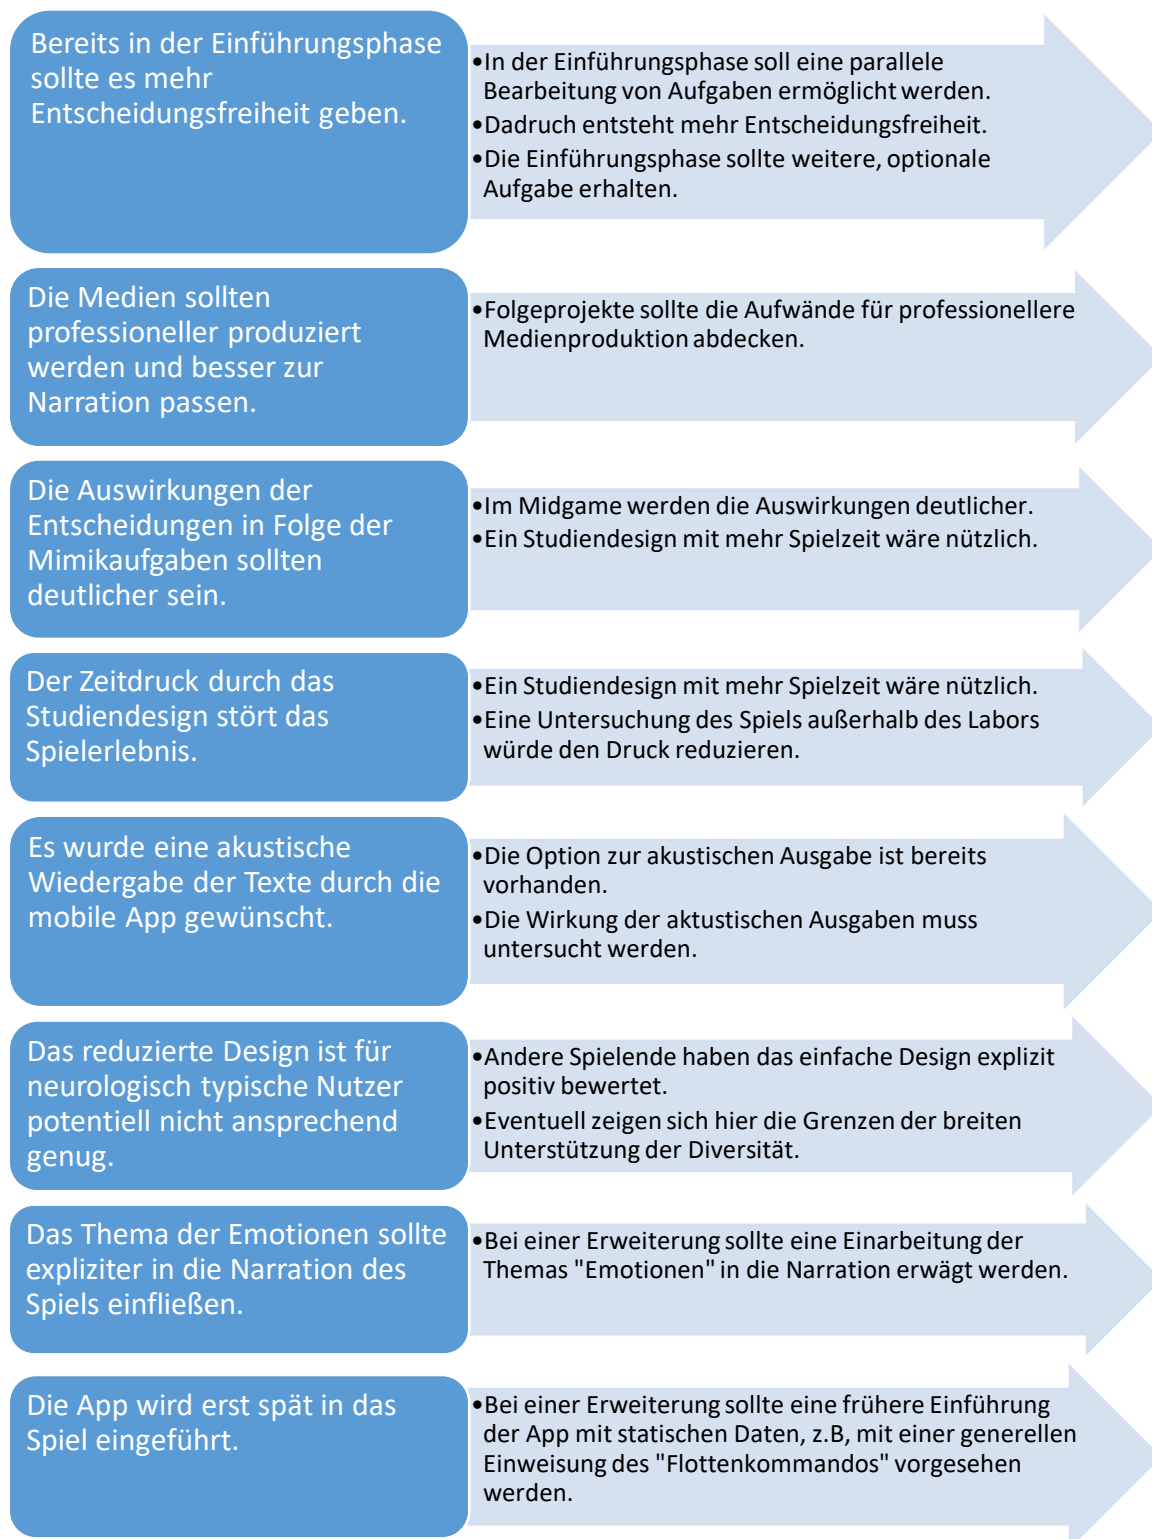 Bereits in der Einführungsphase
sollte es mehr
Entscheidungsfreiheit geben.
•In der Einführungsphase soll eine parallele
Bearbeitung von Aufgaben ermöglicht werden.
•Dadruch entsteht mehr Entscheidungsfreiheit.
•Die Einführungsphase sollte weitere, optionale
Aufgabe erhalten.
Die Medien sollten
professioneller produziert
werden und besser zur
Narration passen.
•Folgeprojekte sollte die Aufwände für professionellere
Medienproduktion abdecken.
Die Auswirkungen der
Entscheidungen in Folge der
Mimikaufgaben sollten
deutlicher sein.
•Im Midgame werden die Auswirkungen deutlicher.
•Ein Studiendesign mit mehr Spielzeit wäre nützlich.
Der Zeitdruck durch das
Studiendesign stört das
Spielerlebnis.
•Ein Studiendesign mit mehr Spielzeit wäre nützlich.
•Eine Untersuchung des Spiels außerhalb des Labors
würde den Druck reduzieren.
Es wurde eine akustische
Wiedergabe der Texte durch die
mobile App gewünscht.
•Die Option zur akustischen Ausgabe ist bereits
vorhanden.
•Die Wirkung der aktustischen Ausgaben muss
untersucht werden.
Das reduzierte Design ist für
neurologisch typische Nutzer
potentiell nicht ansprechend
genug.
•Andere Spielende haben das einfache Design explizit
positiv bewertet.
•Eventuell zeigen sich hier die Grenzen der breiten
Unterstützung der Diversität.
Das Thema der Emotionen sollte
expliziter in die Narration des
Spiels einfließen.
•Bei einer Erweiterung sollte eine Einarbeitung der
Themas "Emotionen" in die Narration erwägt werden.
Die App wird erst spät in das
Spiel eingeführt.
•Bei einer Erweiterung sollte eine frühere Einführung
der App mit statischen Daten, z.B, mit einer generellen
Einweisung des "Flottenkommandos" vorgesehen
werden.